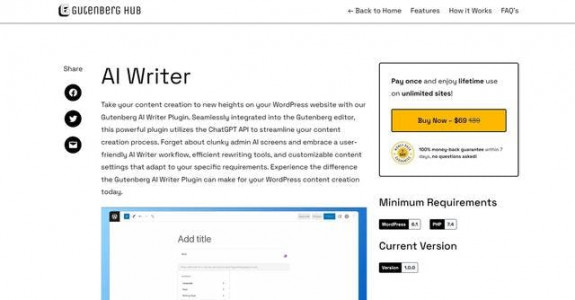 GUTENBERG HUB
← Back to Home Features How it Works FAQ's
Share
AI Writer
Take your content creation to new heights on your WordPress website with our
Gutenberg AI Writer Plugin. Seamlessly integrated into the Gutenberg editor,
this powerful plugin utilizes the ChatGPT API to streamline your content
creation process. Forget about clunky admin AI screens and embrace a user-
friendly AI Writer workflow, efficient rewriting tools, and customizable content
settings that adapt to your specific requirements. Experience the difference
the Gutenberg AI Writer Plugin can make for your WordPress content creation
today.
Add title
Pay once and enjoy lifetime use
on unlimited sites!
Buy Now – $69
100% money-back guarantee within 7
days, no questions asked!
Minimum Requirements
WordPress 6.1 PHP 7.4
Current Version
Version 1.0.0